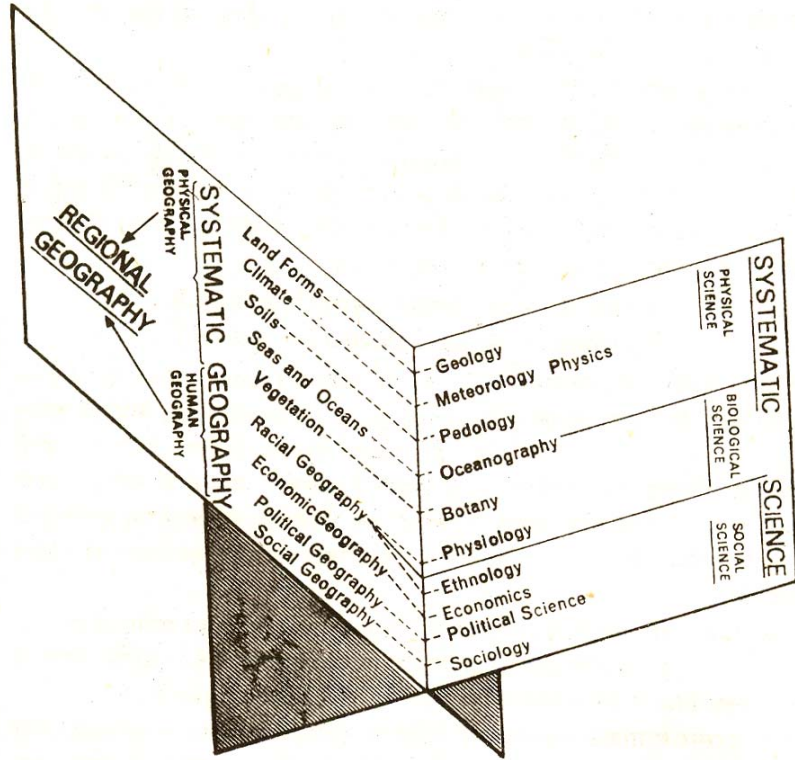 REGIONAL
GEOGRAPHY
PHYSICAL
GEOGRAPHY
HUMAN
GEOGRAPHY
SYSTEMATIC GEOGRAPHY
Land Forms
Climate
Soils
Seas and Oceans
Vegetation
Racial Geography
Economic Geography
Political Geography
Social Geography
Geology
Meteorology Physics
Pedology
Oceanography
Botany
Physiology
Ethnology
Economics
Political Science
Sociology
PHYSICAL
SCIENCE
BIOLOGICAL
SCIENCE
SOCIAL
SCIENCE
SYSTEMATIC SCIENCE